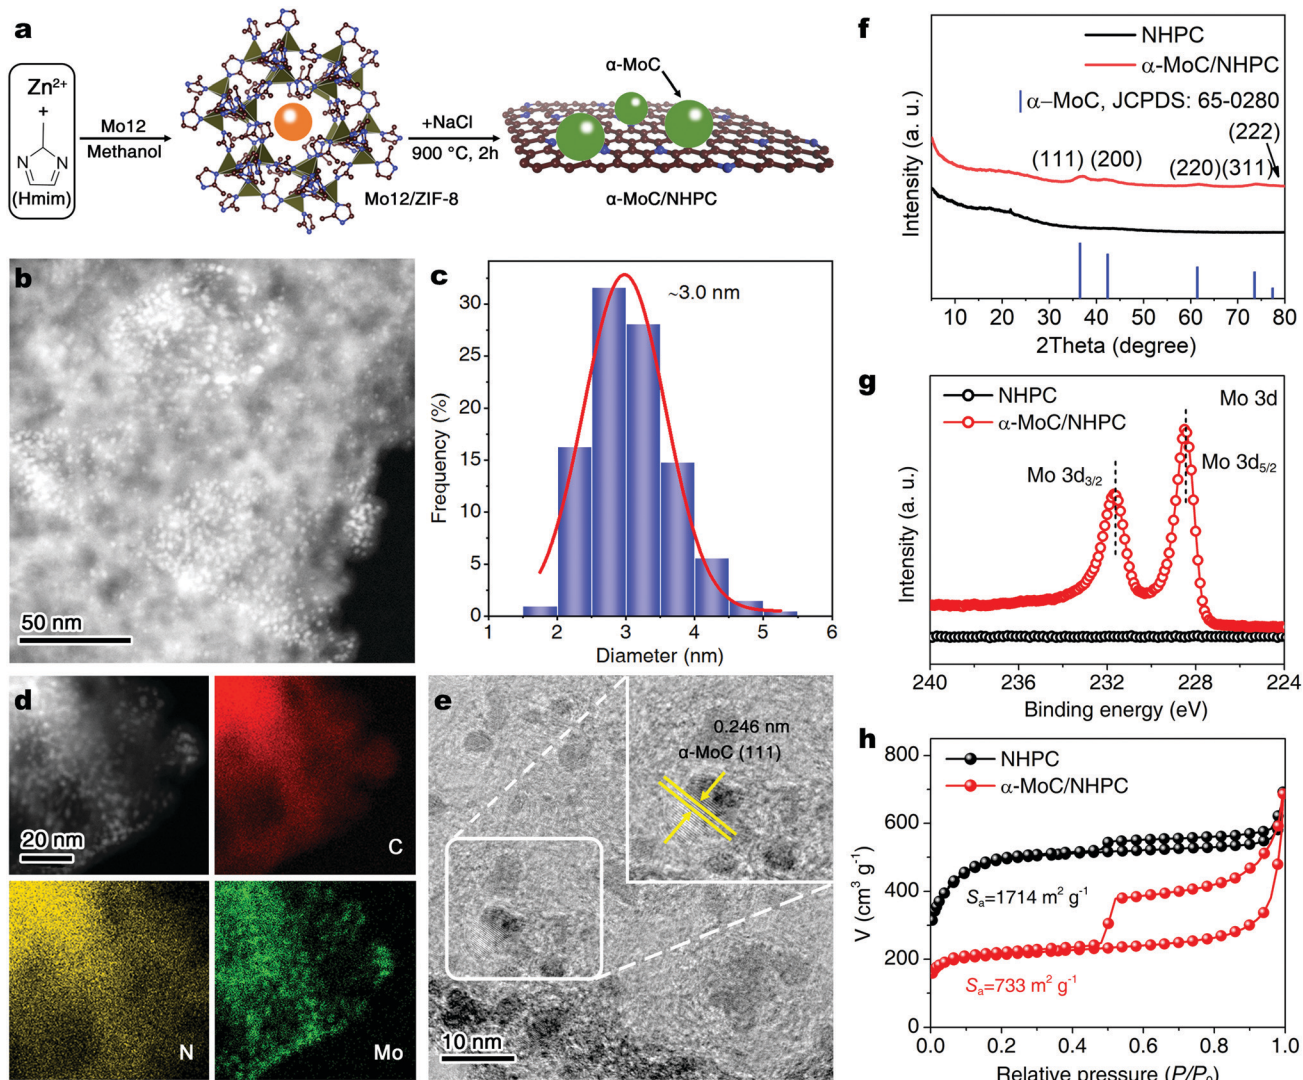 a
Zn²⁺
+
N N
(Hmim)
Mo12
Methanol
Mo12/ZIF-8
+NaCl
900 °C, 2h
α-MoC
α-MoC/NHPC
b
50 nm
c
~3.0 nm
Frequency (%)
30
25
20
15
10
5
0
1 2 3 4 5 6
Diameter (nm)
d
20 nm
C
N
Mo
e
0.246 nm
α-MoC (111)
10 nm
f
NHPC
α-MoC/NHPC
α–MoC, JCPDS: 65-0280
(222)
(111) (200) (220)(311)
Intensity (a. u.)
10 20 30 40 50 60 70 80
2Theta (degree)
g
NHPC
α-MoC/NHPC
Mo 3d
Mo 3d₃/₂
Mo 3d₅/₂
Intensity (a. u.)
240 236 232 228 224
Binding energy (eV)
h
NHPC
α-MoC/NHPC
Sₐ=1714 m² g⁻¹
Sₐ=733 m² g⁻¹
V (cm³ g⁻¹)
800
600
400
200
0
0.0 0.2 0.4 0.6 0.8 1.0
Relative pressure (P/P₀)